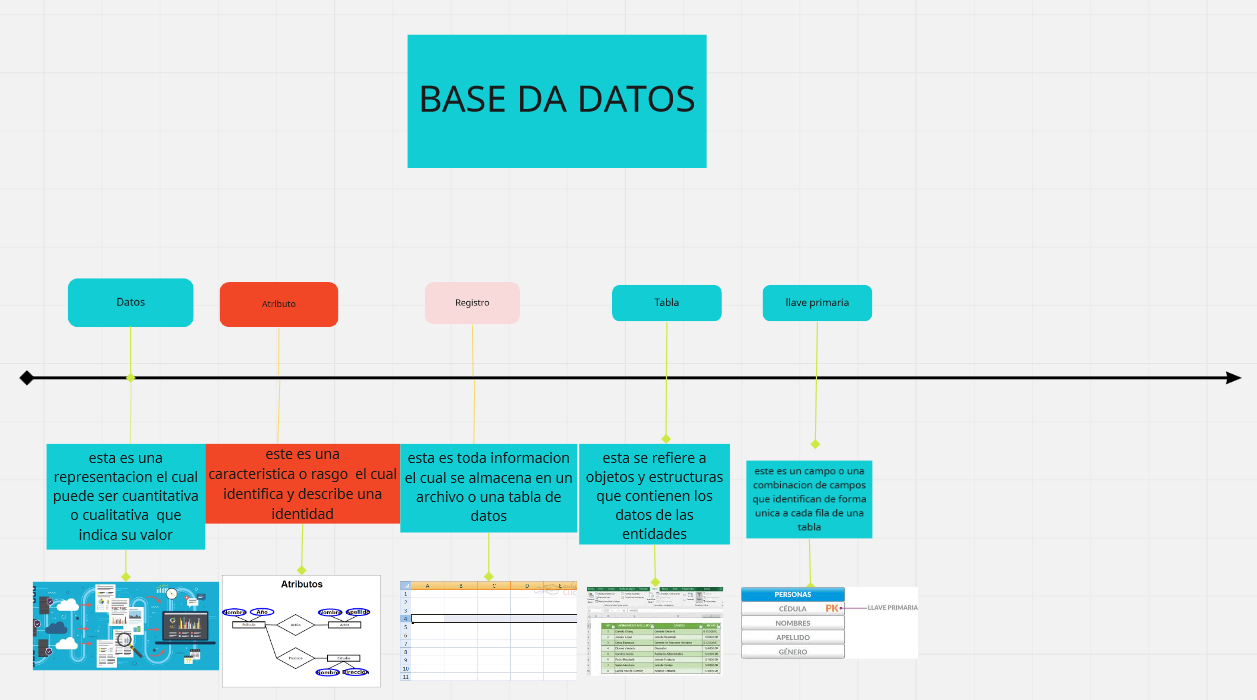 BASE DA DATOS
Datos
Atributo
Registro
Tabla
llave primaria
esta es una
representacion el cual
puede ser cuantitativa
o cualitativa que
indica su valor
este es una
caracteristica o rasgo el cual
identifica y describe una
identidad
esta es toda informacion
el cual se almacena en un
archivo o una tabla de
datos
esta se refiere a
objetos y estructuras
que contienen los
datos de las
entidades
este es un campo o una
combinacion de campos
que identifican de forma
unica a cada fila de una
tabla
Atributos
Nombre
Año
Nombre
Apellido
Película
Actúa
Actor
Nombre
Dirección
A B C D E
1
2
3
4
5
6
7
8
9
10
11
PERSONAS
CÉDULA PK LLAVE PRIMARIA
NOMBRES
APELLIDO
GÉNERO